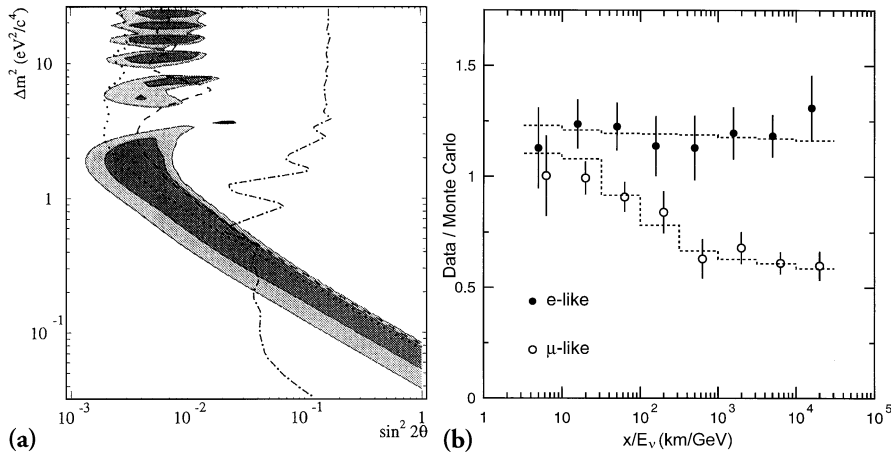 Δm² (eV²/c⁴)
10
1
10⁻¹
10⁻³
10⁻²
10⁻¹
1
sin² 2θ
(a)
Data / Monte Carlo
1.5
1
0.5
0
e-like
μ-like
1
10
10²
10³
10⁴
10⁵
x/Eᵥ (km/GeV)
(b)